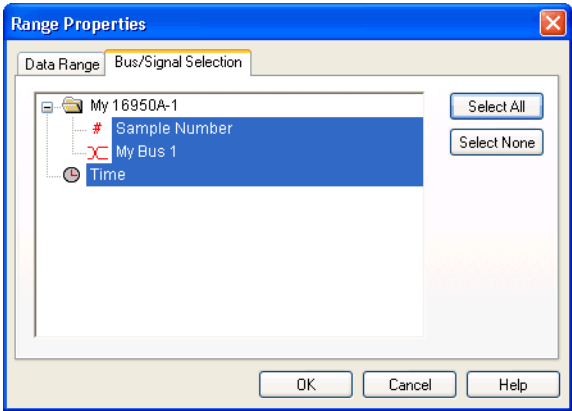 Range Properties
Data Range Bus/Signal Selection
My 16950A-1
# Sample Number
My Bus 1
Time
Select All
Select None
OK Cancel Help